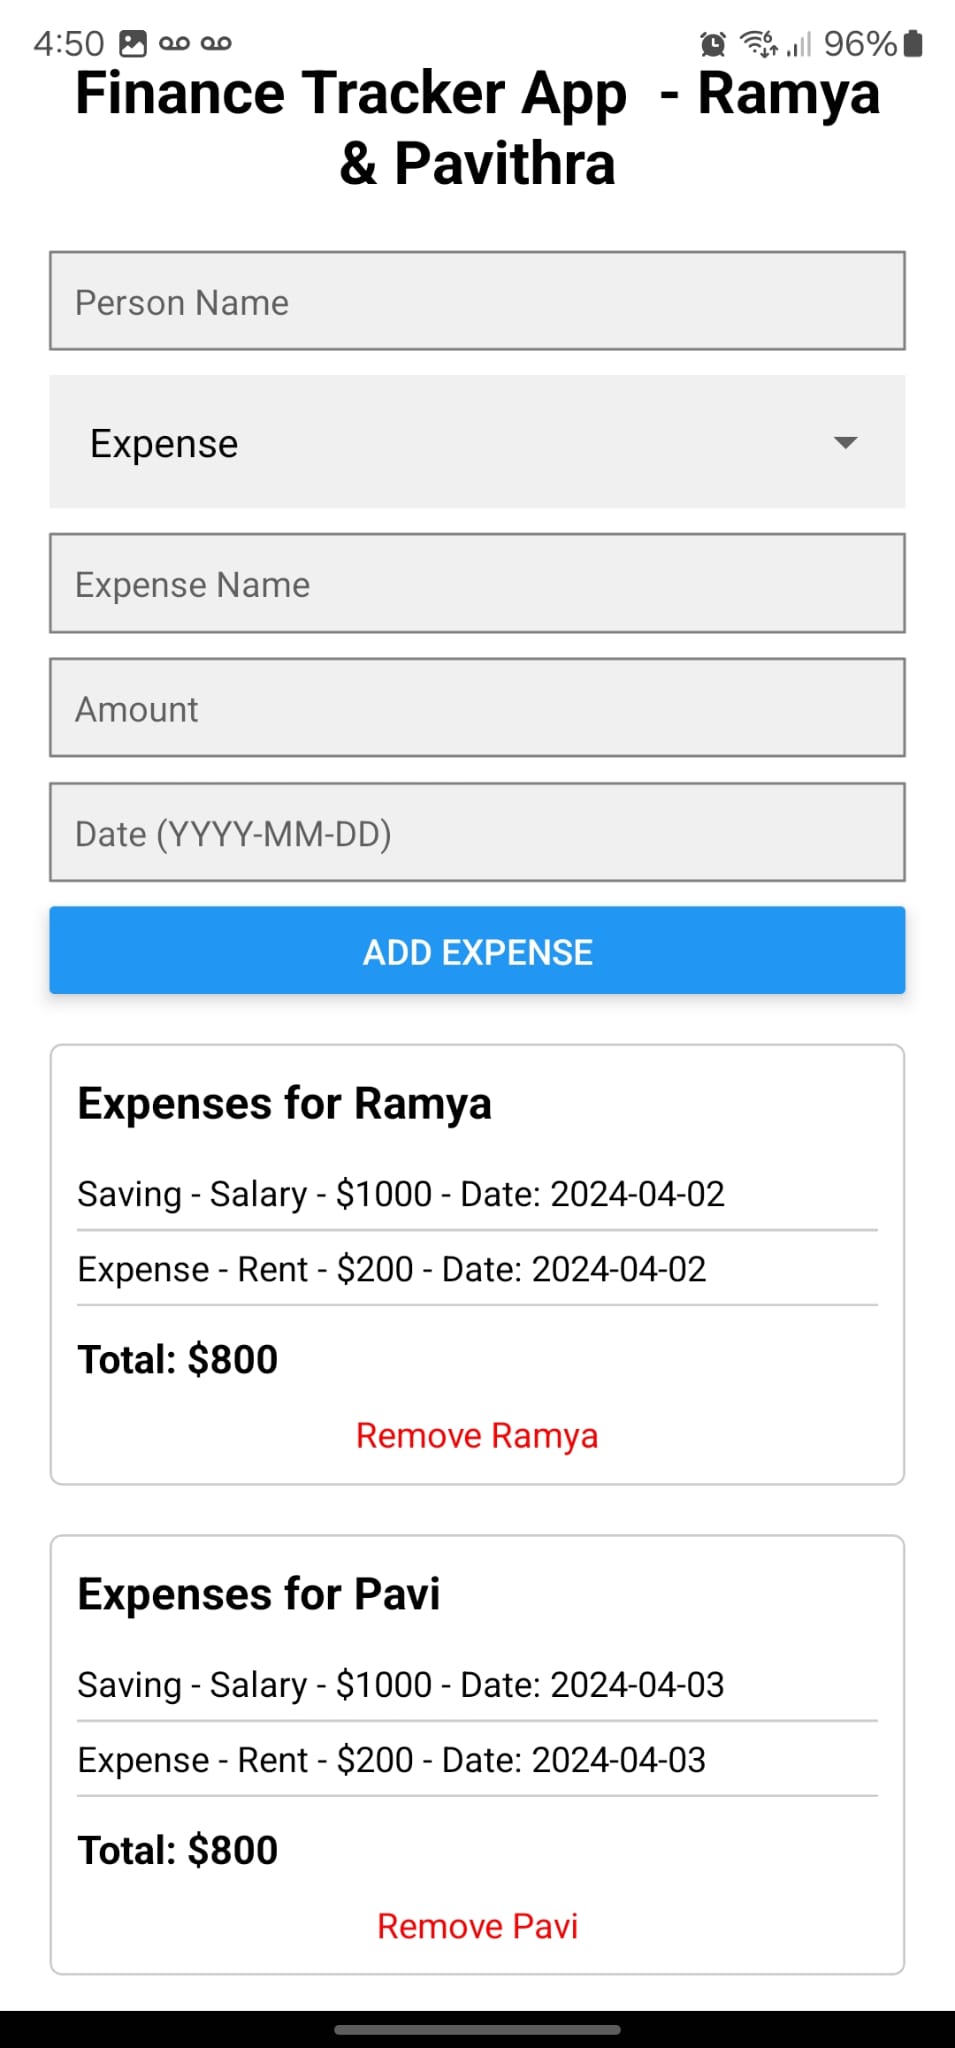 4:50 96%
Finance Tracker App - Ramya
& Pavithra
Person Name
Expense
Expense Name
Amount
Date (YYYY-MM-DD)
ADD EXPENSE
Expenses for Ramya
Saving - Salary - $1000 - Date: 2024-04-02
Expense - Rent - $200 - Date: 2024-04-02
Total: $800
Remove Ramya
Expenses for Pavi
Saving - Salary - $1000 - Date: 2024-04-03
Expense - Rent - $200 - Date: 2024-04-03
Total: $800
Remove Pavi